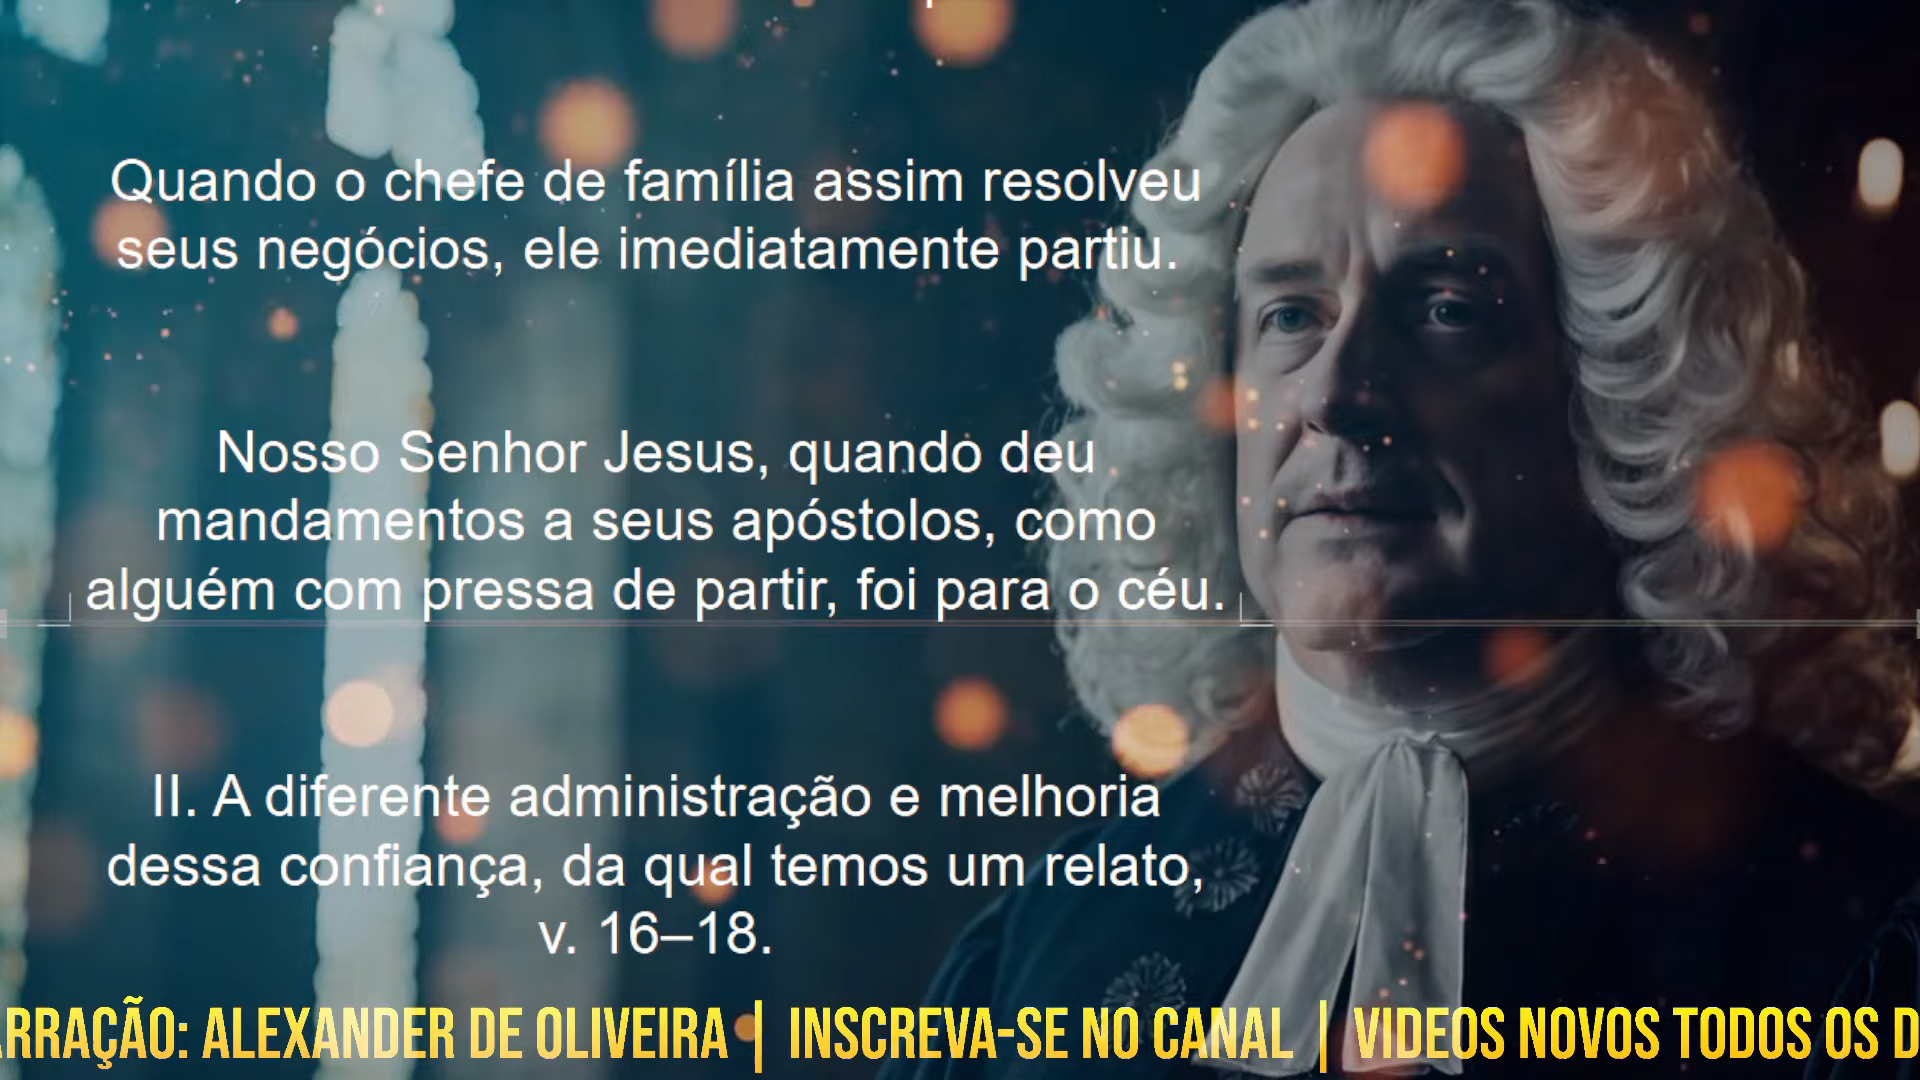 Quando o chefe de família assim resolveu
seus negócios, ele imediatamente partiu.
Nosso Senhor Jesus, quando deu
mandamentos a seus apóstolos, como
alguém com pressa de partir, foi para o céu.
II. A diferente administração e melhoria
dessa confiança, da qual temos um relato,
v. 16–18.
RRAÇÃO: ALEXANDER DE OLIVEIRA | INSCREVA-SE NO CANAL | VIDEOS NOVOS TODOS OS D